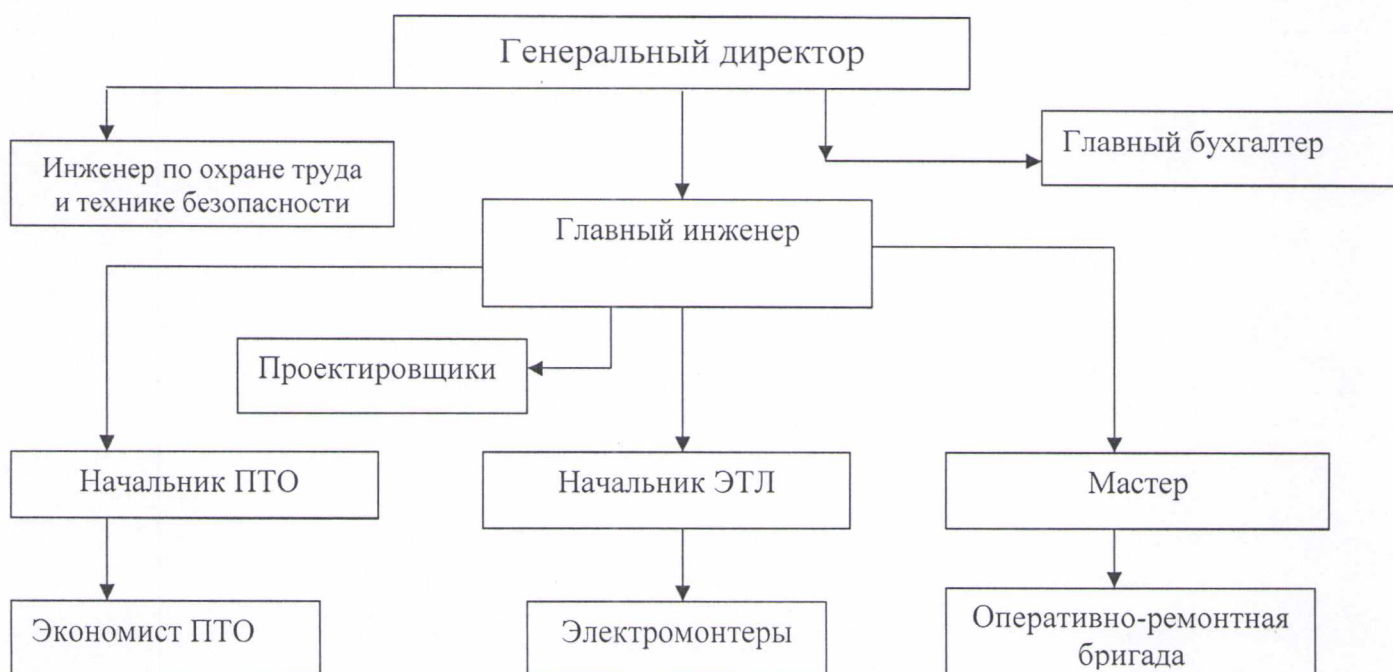 Генеральный директор
Главный бухгалтер
Инженер по охране труда
и технике безопасности
Главный инженер
Проектировщики
Начальник ПТО
Начальник ЭТЛ
Мастер
Экономист ПТО
Электромонтеры
Оперативно-ремонтная
бригада